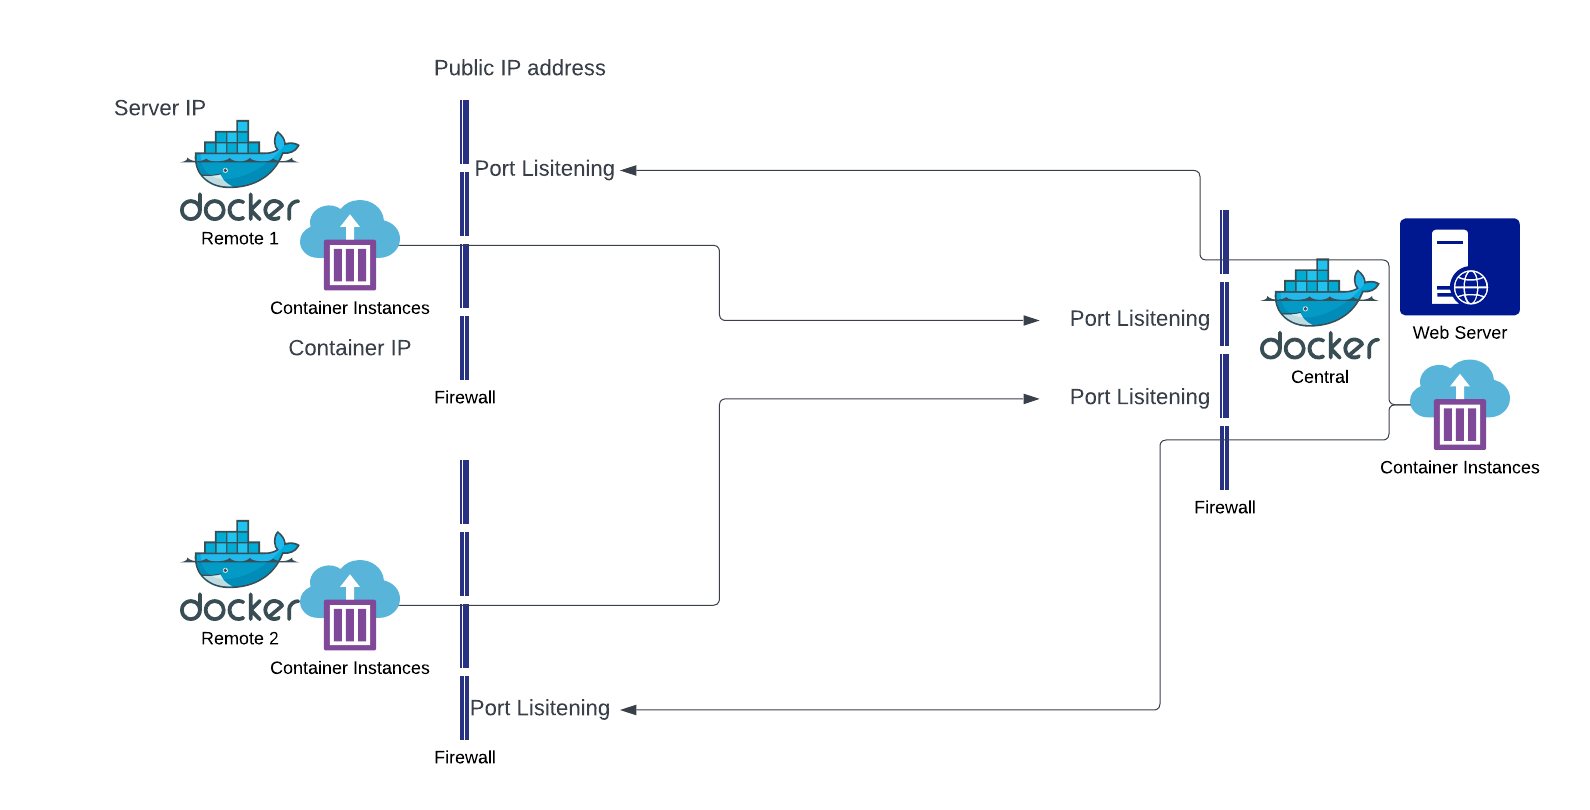 Public IP address
Server IP
Port Lisitening
docker
Remote 1
Container Instances
Container IP
Firewall
Port Lisitening
Port Lisitening
docker
Central
Web Server
Container Instances
Firewall
docker
Remote 2
Container Instances
Port Lisitening
Firewall